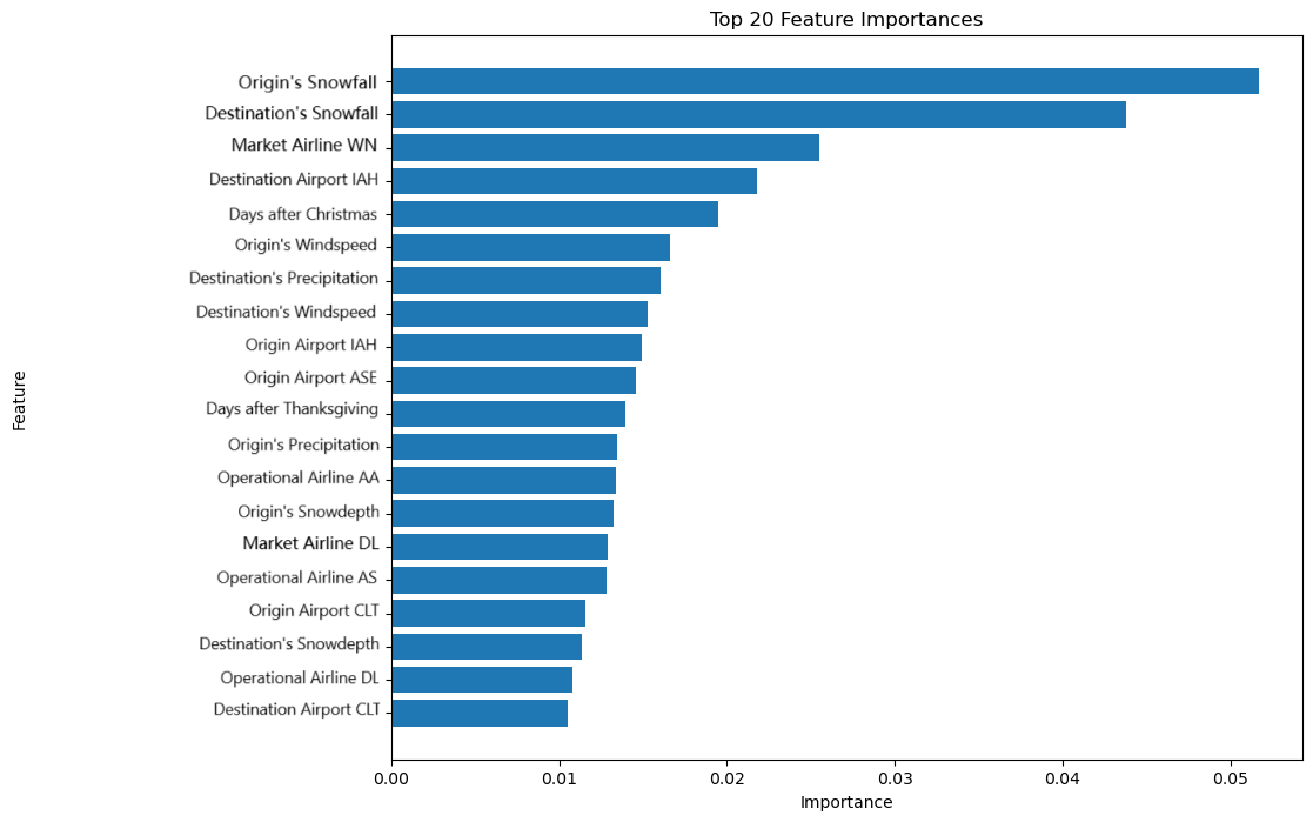 Top 20 Feature Importances
Origin's Snowfall
Destination's Snowfall
Market Airline WN
Destination Airport IAH
Days after Christmas
Origin's Windspeed
Destination's Precipitation
Destination's Windspeed
Origin Airport IAH
Origin Airport ASE
Days after Thanksgiving
Origin's Precipitation
Operational Airline AA
Origin's Snowdepth
Market Airline DL
Operational Airline AS
Origin Airport CLT
Destination's Snowdepth
Operational Airline DL
Destination Airport CLT
Feature
0.00 0.01 0.02 0.03 0.04 0.05
Importance